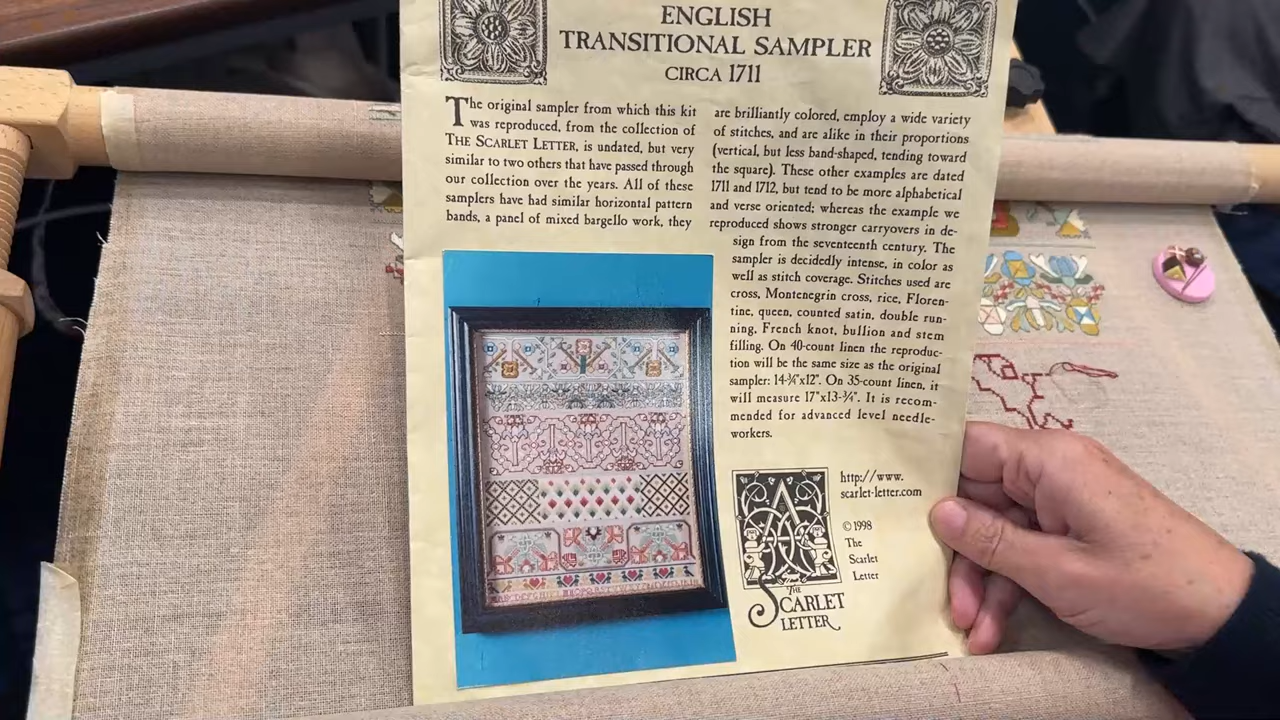 ENGLISH
TRANSITIONAL SAMPLER
CIRCA 1711
The original sampler from which this kit
was reproduced, from the collection of
THE SCARLET LETTER, is undated, but very
similar to two others that have passed through
our collection over the years. All of these
samplers have had similar horizontal pattern
bands, a panel of mixed bargello work, they
are brilliantly colored, employ a wide variety
of stitches, and are alike in their proportions
(vertical, but less band-shaped, tending toward
the square). These other examples are dated
1711 and 1712, but tend to be more alphabetical
and verse oriented; whereas the example we
reproduced shows stronger carryovers in de-
sign from the seventeenth century. The
sampler is decidedly intense, in color as
well as stitch coverage. Stitches used are
cross, Montenegrin cross, rice, Floren-
tine, queen, counted satin, double run-
ning, French knot, bullion and stem
filling. On 40-count linen the reproduc-
tion will be the same size as the original
sampler: 14-¾"x12". On 35-count linen, it
will measure 17"x13-¾". It is recom-
mended for advanced level needle-
workers.
http://www.
scarlet-letter.com
© 1998
The
Scarlet
Letter
THE
SCARLET
LETTER